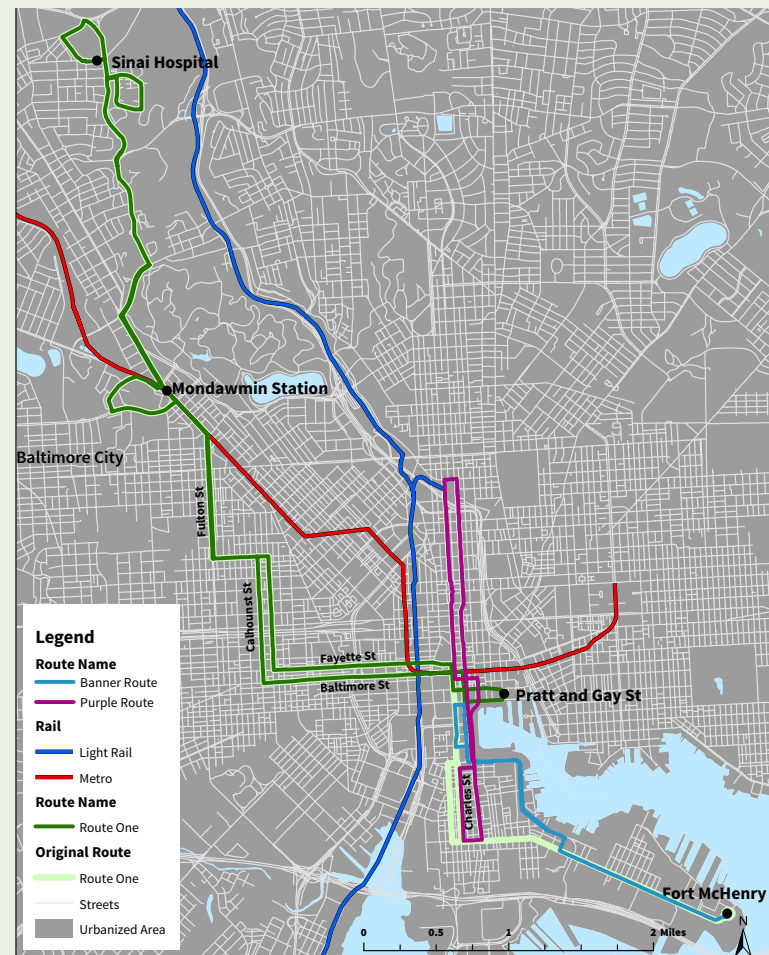 Sinai Hospital
Mondawmin Station
Baltimore City
Fulton St
Calhounst St
Fayette St
Baltimore St
Pratt and Gay St
Charles St
Fort McHenry
Legend
Route Name
Banner Route
Purple Route
Rail
Light Rail
Metro
Route Name
Route One
Original Route
Route One
Streets
Urbanized Area
0 0.5 1 2 Miles
N